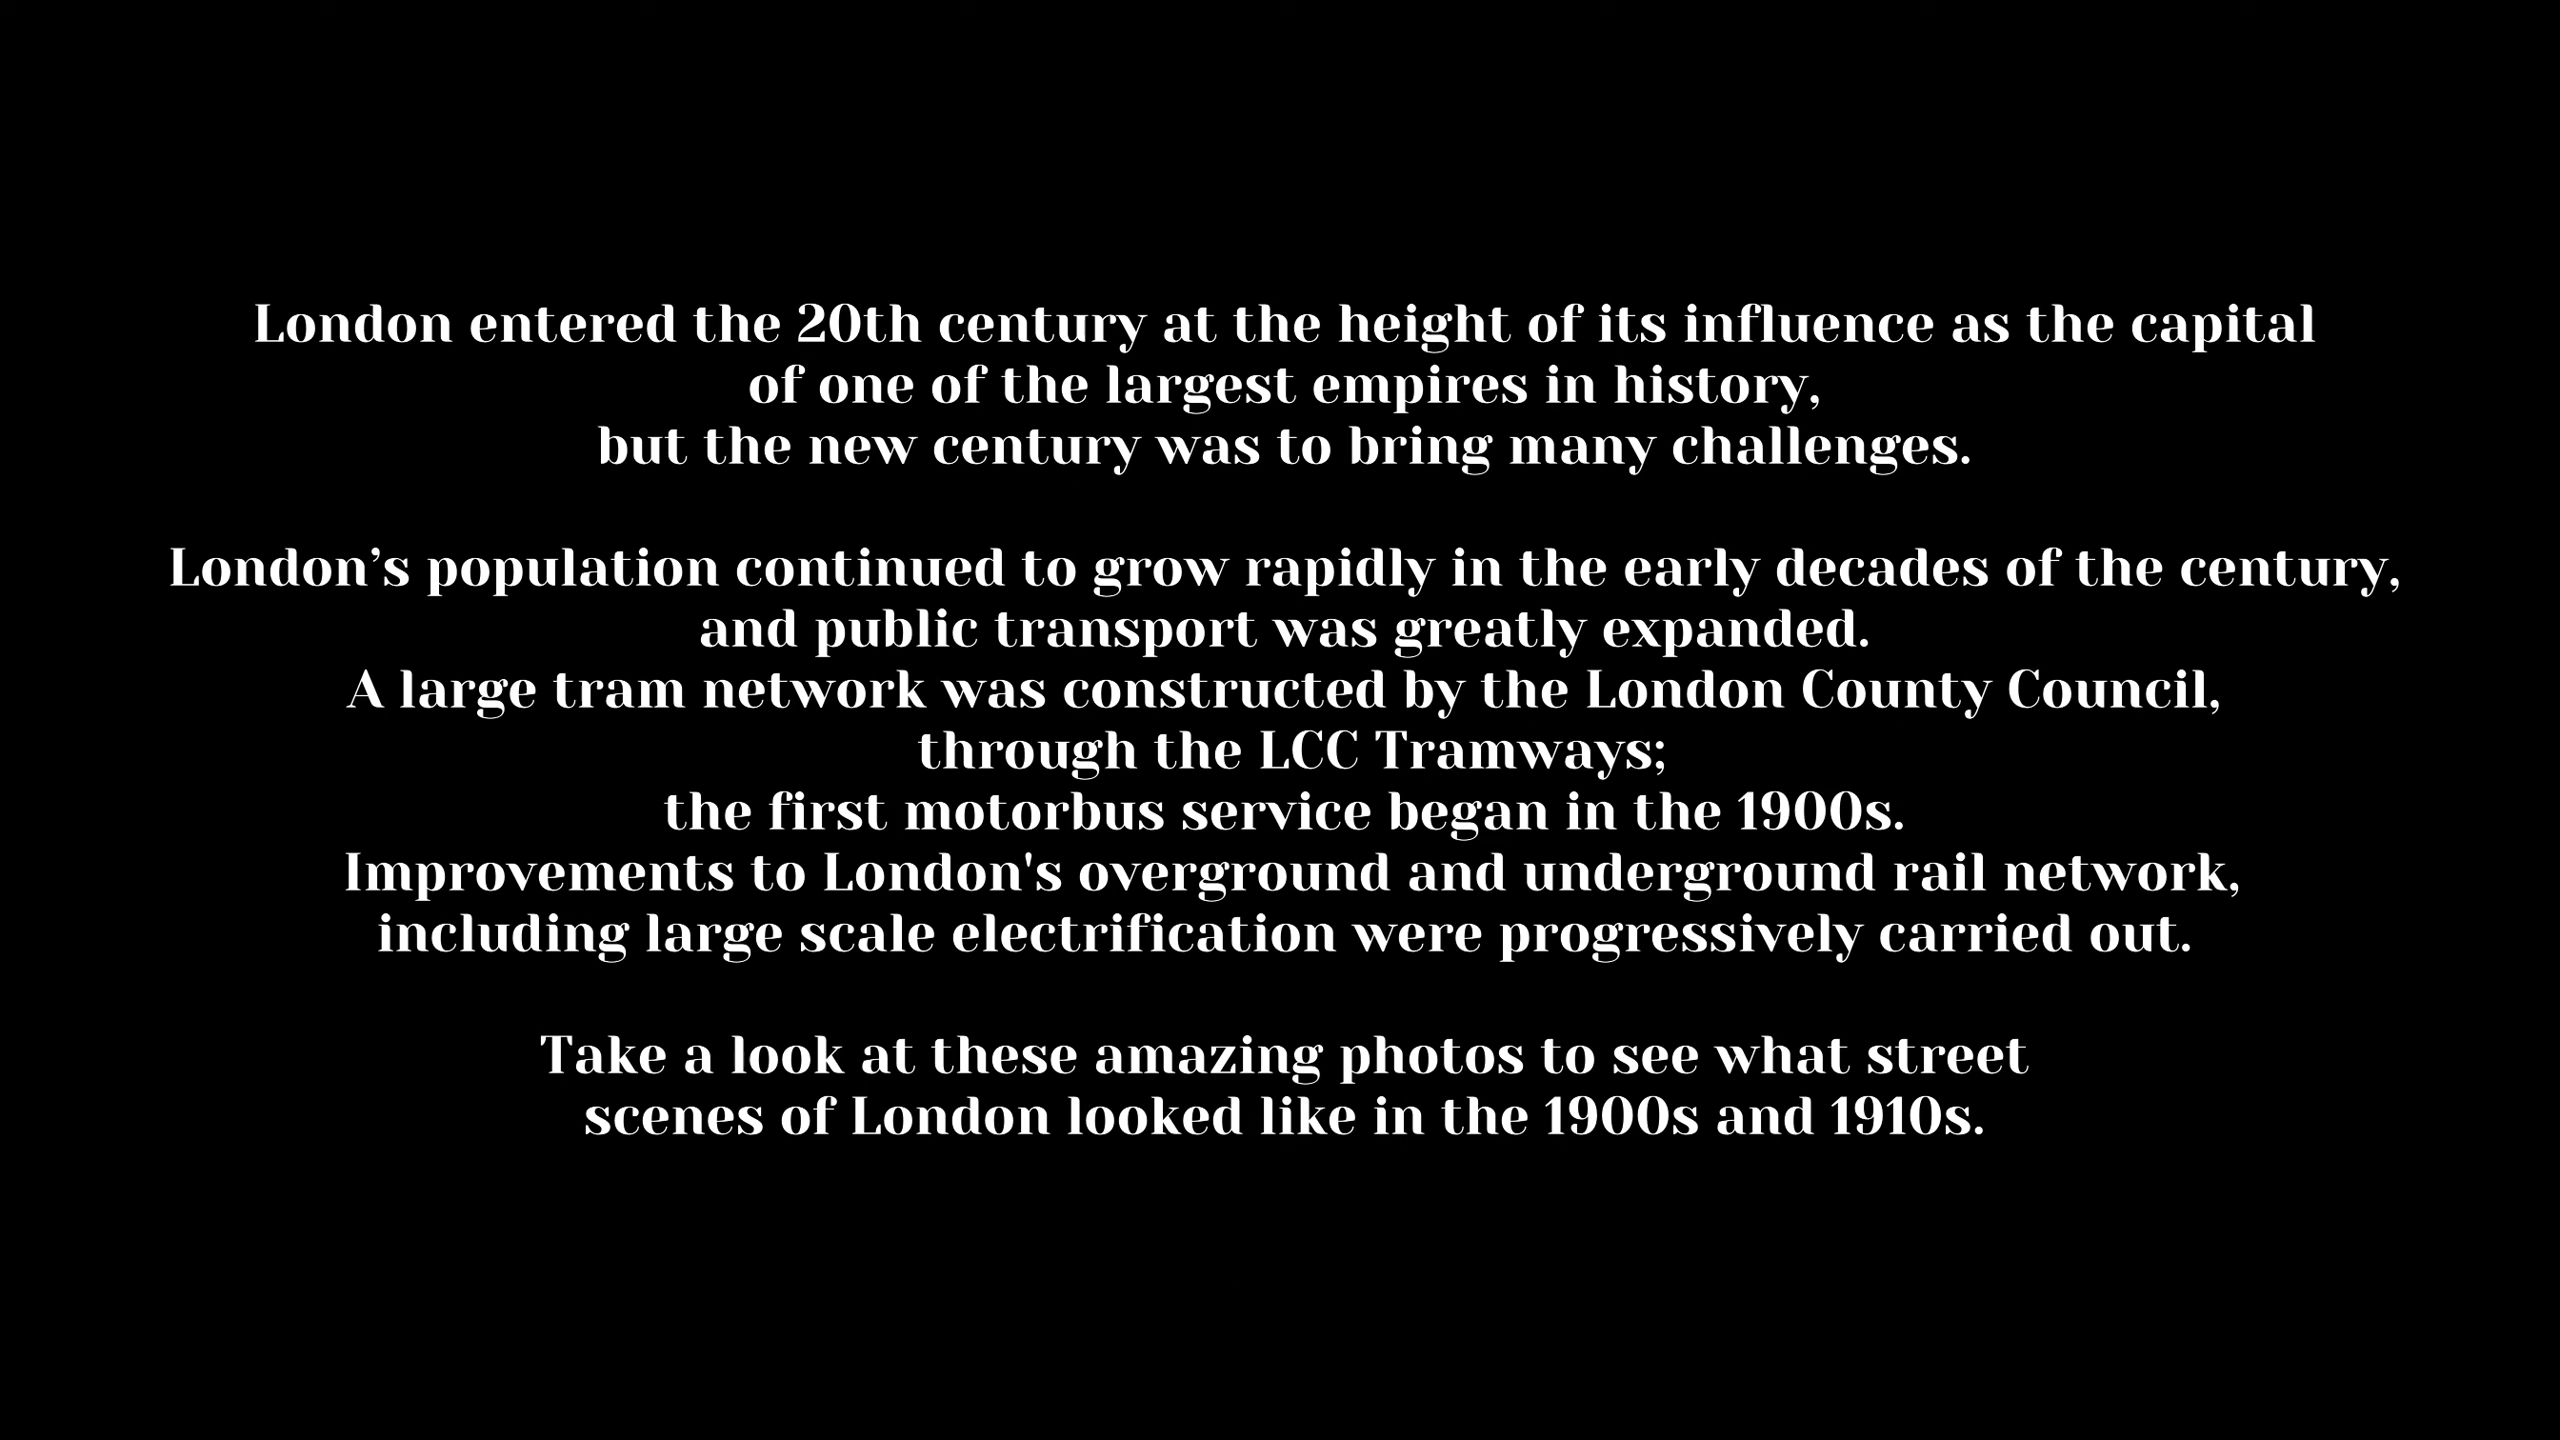 London entered the 20th century at the height of its influence as the capital
of one of the largest empires in history,
but the new century was to bring many challenges.
London’s population continued to grow rapidly in the early decades of the century,
and public transport was greatly expanded.
A large tram network was constructed by the London County Council,
through the LCC Tramways;
the first motorbus service began in the 1900s.
Improvements to London's overground and underground rail network,
including large scale electrification were progressively carried out.
Take a look at these amazing photos to see what street
scenes of London looked like in the 1900s and 1910s.